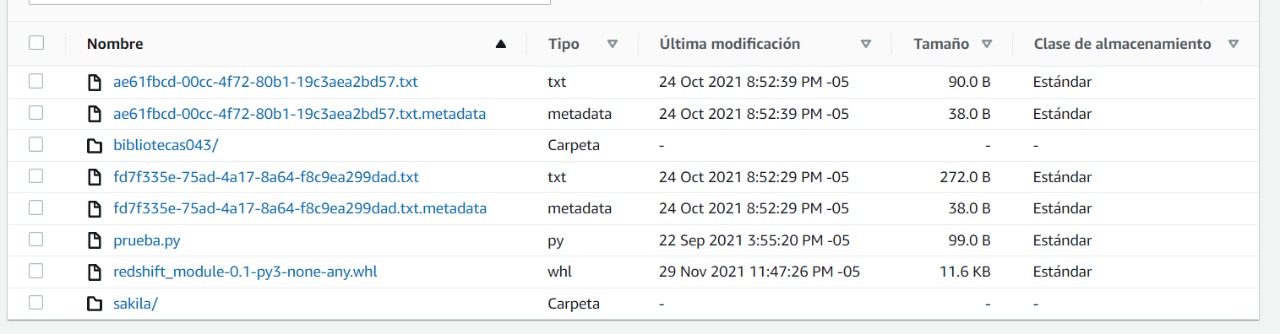 Nombre Tipo Última modificación Tamaño Clase de almacenamiento
ae61fbcd-00cc-4f72-80b1-19c3aea2bd57.txt txt 24 Oct 2021 8:52:39 PM -05 90.0 B Estándar
ae61fbcd-00cc-4f72-80b1-19c3aea2bd57.txt.metadata metadata 24 Oct 2021 8:52:39 PM -05 38.0 B Estándar
bibliotecas043/ Carpeta - - -
fd7f335e-75ad-4a17-8a64-f8c9ea299dad.txt txt 24 Oct 2021 8:52:29 PM -05 272.0 B Estándar
fd7f335e-75ad-4a17-8a64-f8c9ea299dad.txt.metadata metadata 24 Oct 2021 8:52:29 PM -05 38.0 B Estándar
prueba.py py 22 Sep 2021 3:55:20 PM -05 99.0 B Estándar
redshift_module-0.1-py3-none-any.whl whl 29 Nov 2021 11:47:26 PM -05 11.6 KB Estándar
sakila/ Carpeta - - -